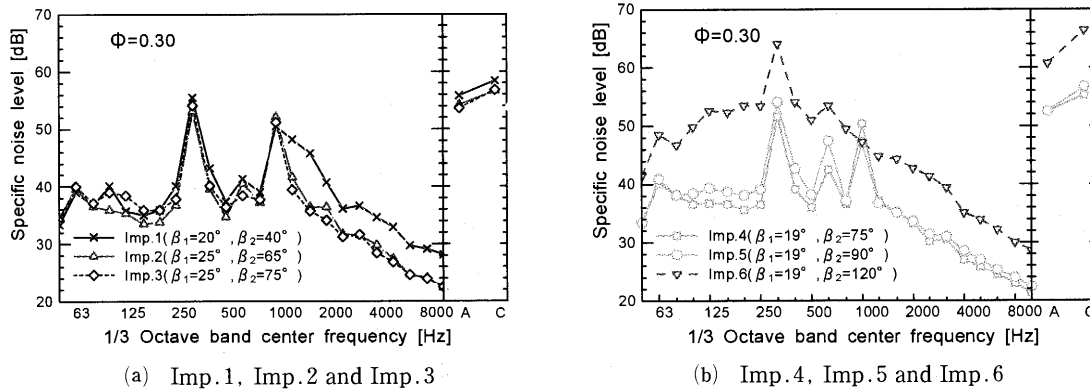 Specific noise level [dB]
70
60
50
40
30
20
Φ=0.30
Imp.1(β1=20° ,β2=40° )
Imp.2(β1=25° ,β2=65° )
Imp.3(β1=25° ,β2=75° )
63 125 250 500 1000 2000 4000 8000 A C
1/3 Octave band center frequency [Hz]
(a) Imp.1, Imp.2 and Imp.3
Specific noise level [dB]
70
60
50
40
30
20
Φ=0.30
Imp.4(β1=19° ,β2=75° )
Imp.5(β1=19° ,β2=90° )
Imp.6(β1=19° ,β2=120° )
63 125 250 500 1000 2000 4000 8000 A C
1/3 Octave band center frequency [Hz]
(b) Imp.4, Imp.5 and Imp.6